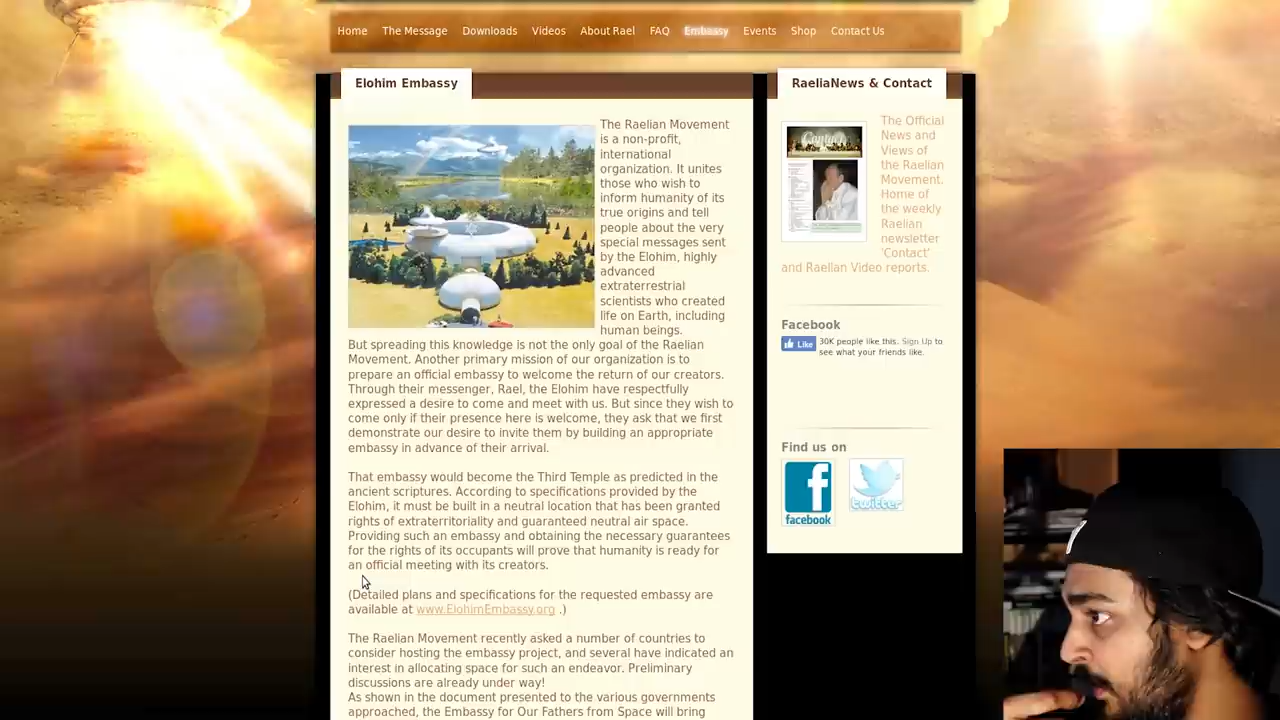 Home The Message Downloads Videos About Rael FAQ Embassy Events Shop Contact Us
Elohim Embassy
The Raelian Movement
is a non-profit,
international
organization. It unites
those who wish to
inform humanity of its
true origins and tell
people about the very
special messages sent
by the Elohim, highly
advanced
extraterrestrial
scientists who created
life on Earth, including
human beings.
But spreading this knowledge is not the only goal of the Raelian
Movement. Another primary mission of our organization is to
prepare an official embassy to welcome the return of our creators.
Through their messenger, Rael, the Elohim have respectfully
expressed a desire to come and meet with us. But since they wish to
come only if their presence here is welcome, they ask that we first
demonstrate our desire to invite them by building an appropriate
embassy in advance of their arrival.
That embassy would become the Third Temple as predicted in the
ancient scriptures. According to specifications provided by the
Elohim, it must be built in a neutral location that has been granted
rights of extraterritoriality and guaranteed neutral air space.
Providing such an embassy and obtaining the necessary guarantees
for the rights of its occupants will prove that humanity is ready for
an official meeting with its creators.
(Detailed plans and specifications for the requested embassy are
available at www.ElohimEmbassy.org .)
The Raelian Movement recently asked a number of countries to
consider hosting the embassy project, and several have indicated an
interest in allocating space for such an endeavor. Preliminary
discussions are already under way!
As shown in the document presented to the various governments
approached, the Embassy for Our Fathers from Space will bring
RaeliaNews & Contact
Contact
The Official
News and
Views of
the Raelian
Movement.
Home of
the weekly
Raelian
newsletter
'Contact'
and Raelian Video reports.
Facebook
Like 30K people like this. Sign Up to
see what your friends like.
Find us on
facebook
twitter